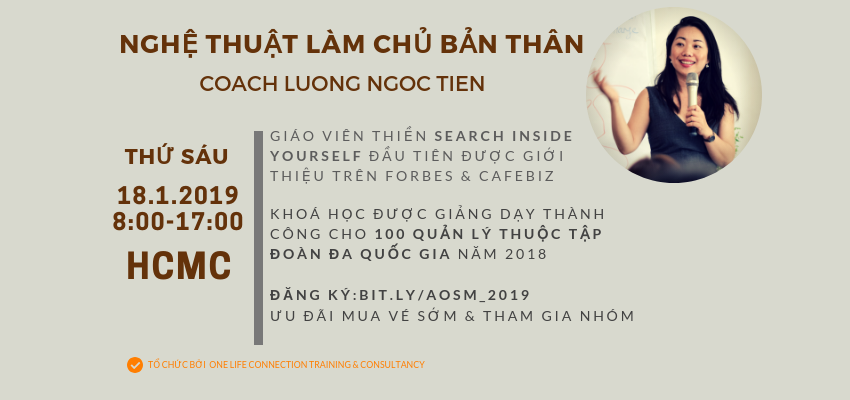 NGHỆ THUẬT LÀM CHỦ BẢN THÂN
COACH LUONG NGOC TIEN
THỨ SÁU
18.1.2019
8:00-17:00
HCMC
GIÁO VIÊN THIỀN SEARCH INSIDE
YOURSELF ĐẦU TIÊN ĐƯỢC GIỚI
THIỆU TRÊN FORBES & CAFEBIZ
KHOÁ HỌC ĐƯỢC GIẢNG DẠY THÀNH
CÔNG CHO 100 QUẢN LÝ THUỘC TẬP
ĐOÀN ĐA QUỐC GIA NĂM 2018
ĐĂNG KÝ:BIT.LY/AOSM_2019
ƯU ĐÃI MUA VÉ SỚM & THAM GIA NHÓM
TỔ CHỨC BỞI ONE LIFE CONNECTION TRAINING & CONSULTANCY